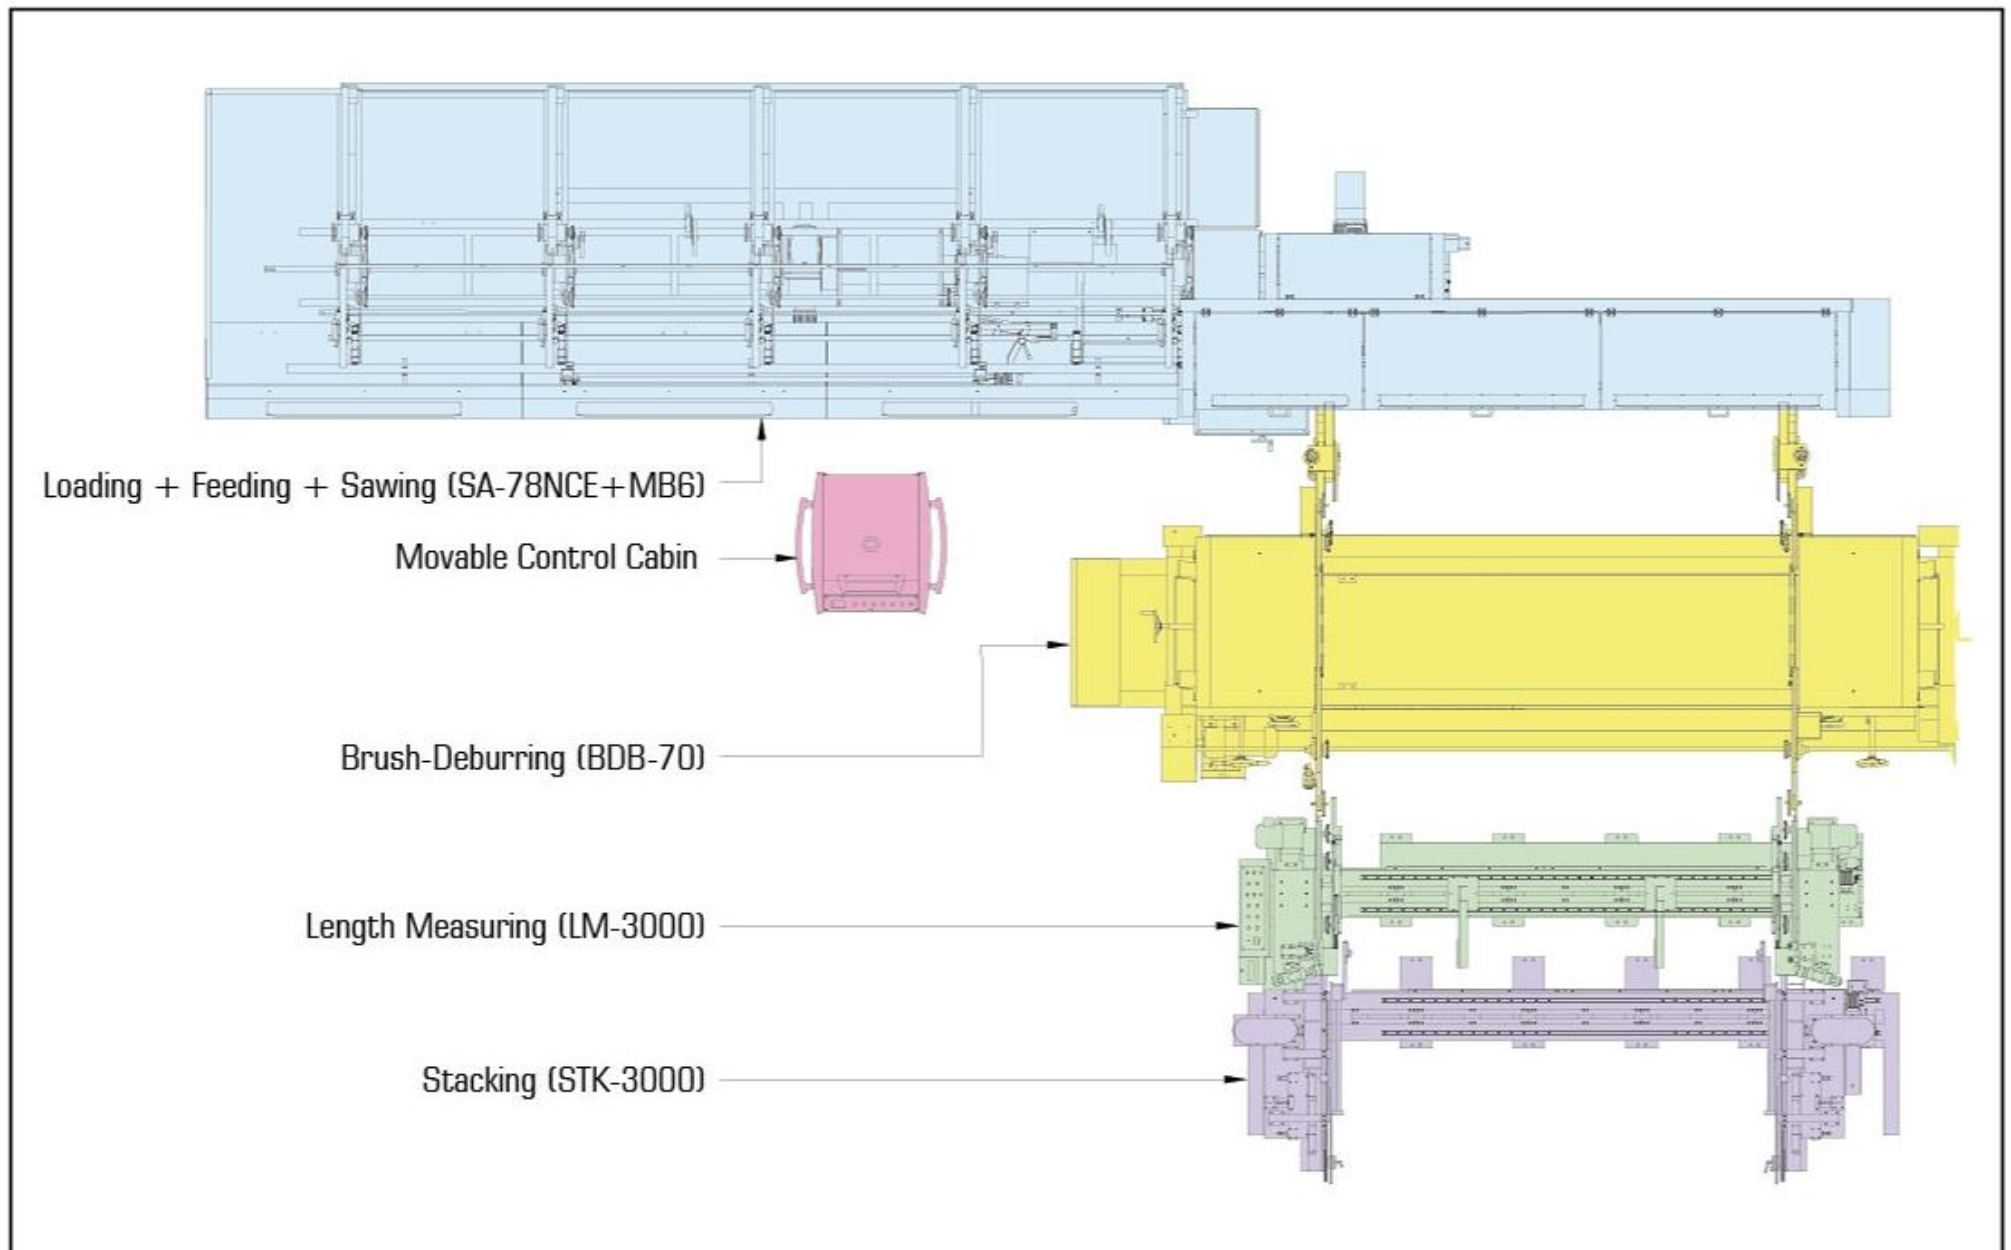 Loading + Feeding + Sawing (SA-78NCE+MB6)
Movable Control Cabin
Brush-Deburring (BDB-70)
Length Measuring (LM-3000)
Stacking (STK-3000)